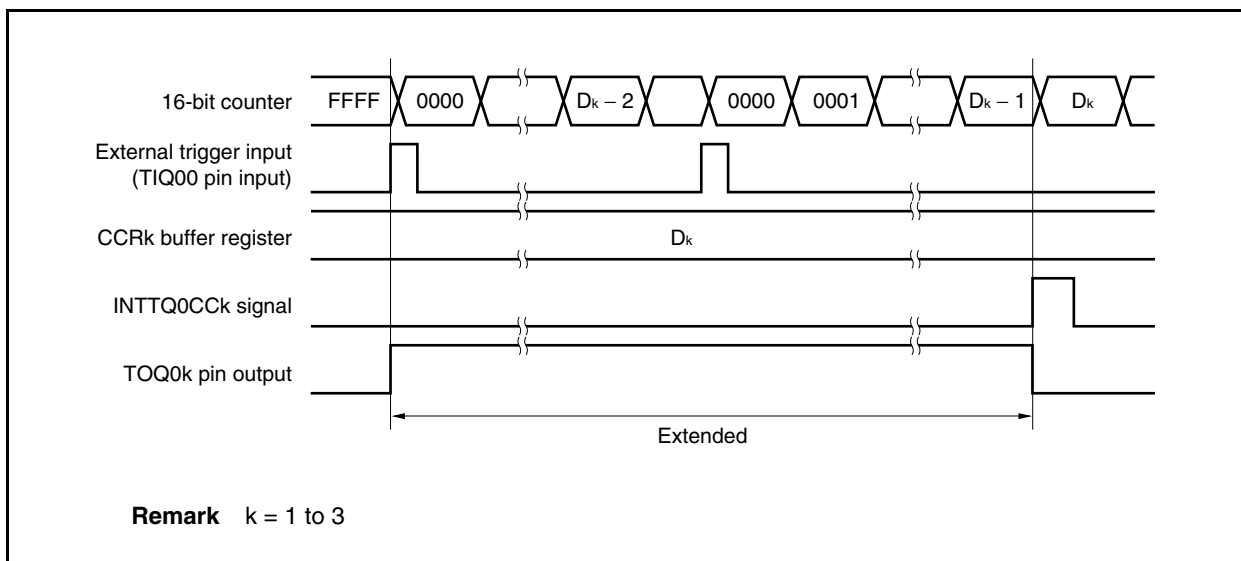 16-bit counter FFFF 0000 Dk − 2 0000 0001 Dk − 1 Dk
External trigger input
(TIQ00 pin input)
CCRk buffer register Dk
INTTQ0CCk signal
TOQ0k pin output
Extended
Remark k = 1 to 3